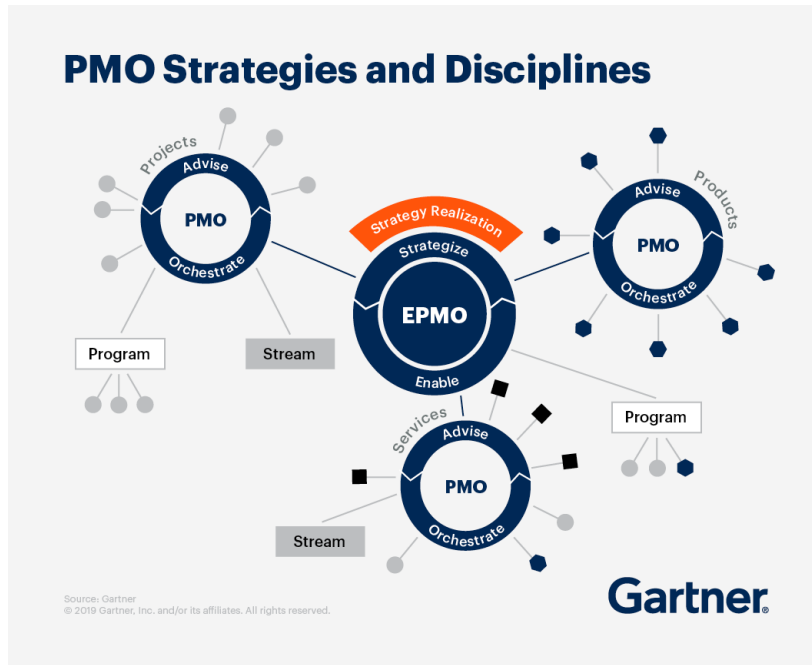 PMO Strategies and Disciplines
Projects
Advise
PMO
Orchestrate
Program
Stream
Strategy Realization
Strategize
EPMO
Enable
Products
Advise
PMO
Orchestrate
Program
Services
Advise
PMO
Orchestrate
Stream
Source: Gartner
© 2019 Gartner, Inc. and/or its affiliates. All rights reserved.
Gartner®